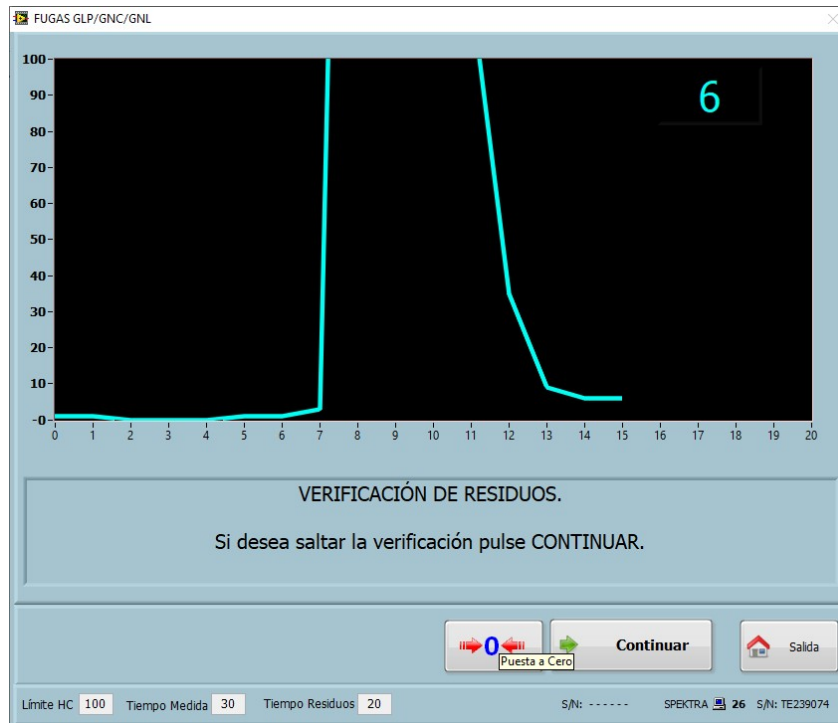 FUGAS GLP/GNC/GNL
100
90
80
70
60
50
40
30
20
10
-0
6
0 1 2 3 4 5 6 7 8 9 10 11 12 13 14 15 16 17 18 19 20
VERIFICACIÓN DE RESIDUOS.
Si desea saltar la verificación pulse CONTINUAR.
0
Continuar
Salida
Puesta a Cero
Límite HC 100 Tiempo Medida 30 Tiempo Residuos 20 S/N: - - - - - - SPEKTRA 26 S/N: TE239074